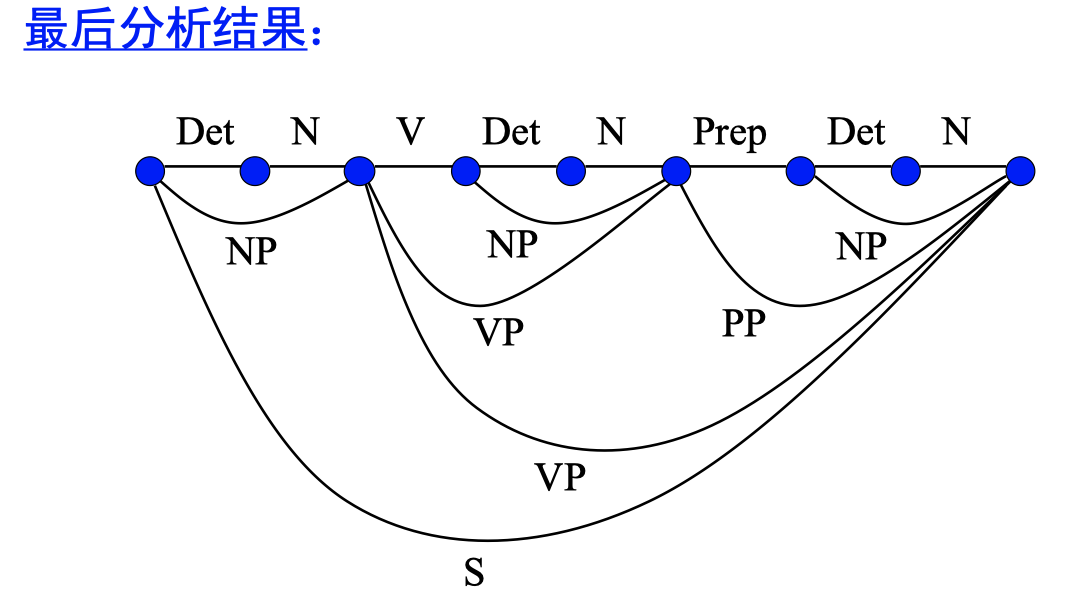 最后分析结果：
Det N V Det N Prep Det N
NP NP NP
VP PP
VP
S